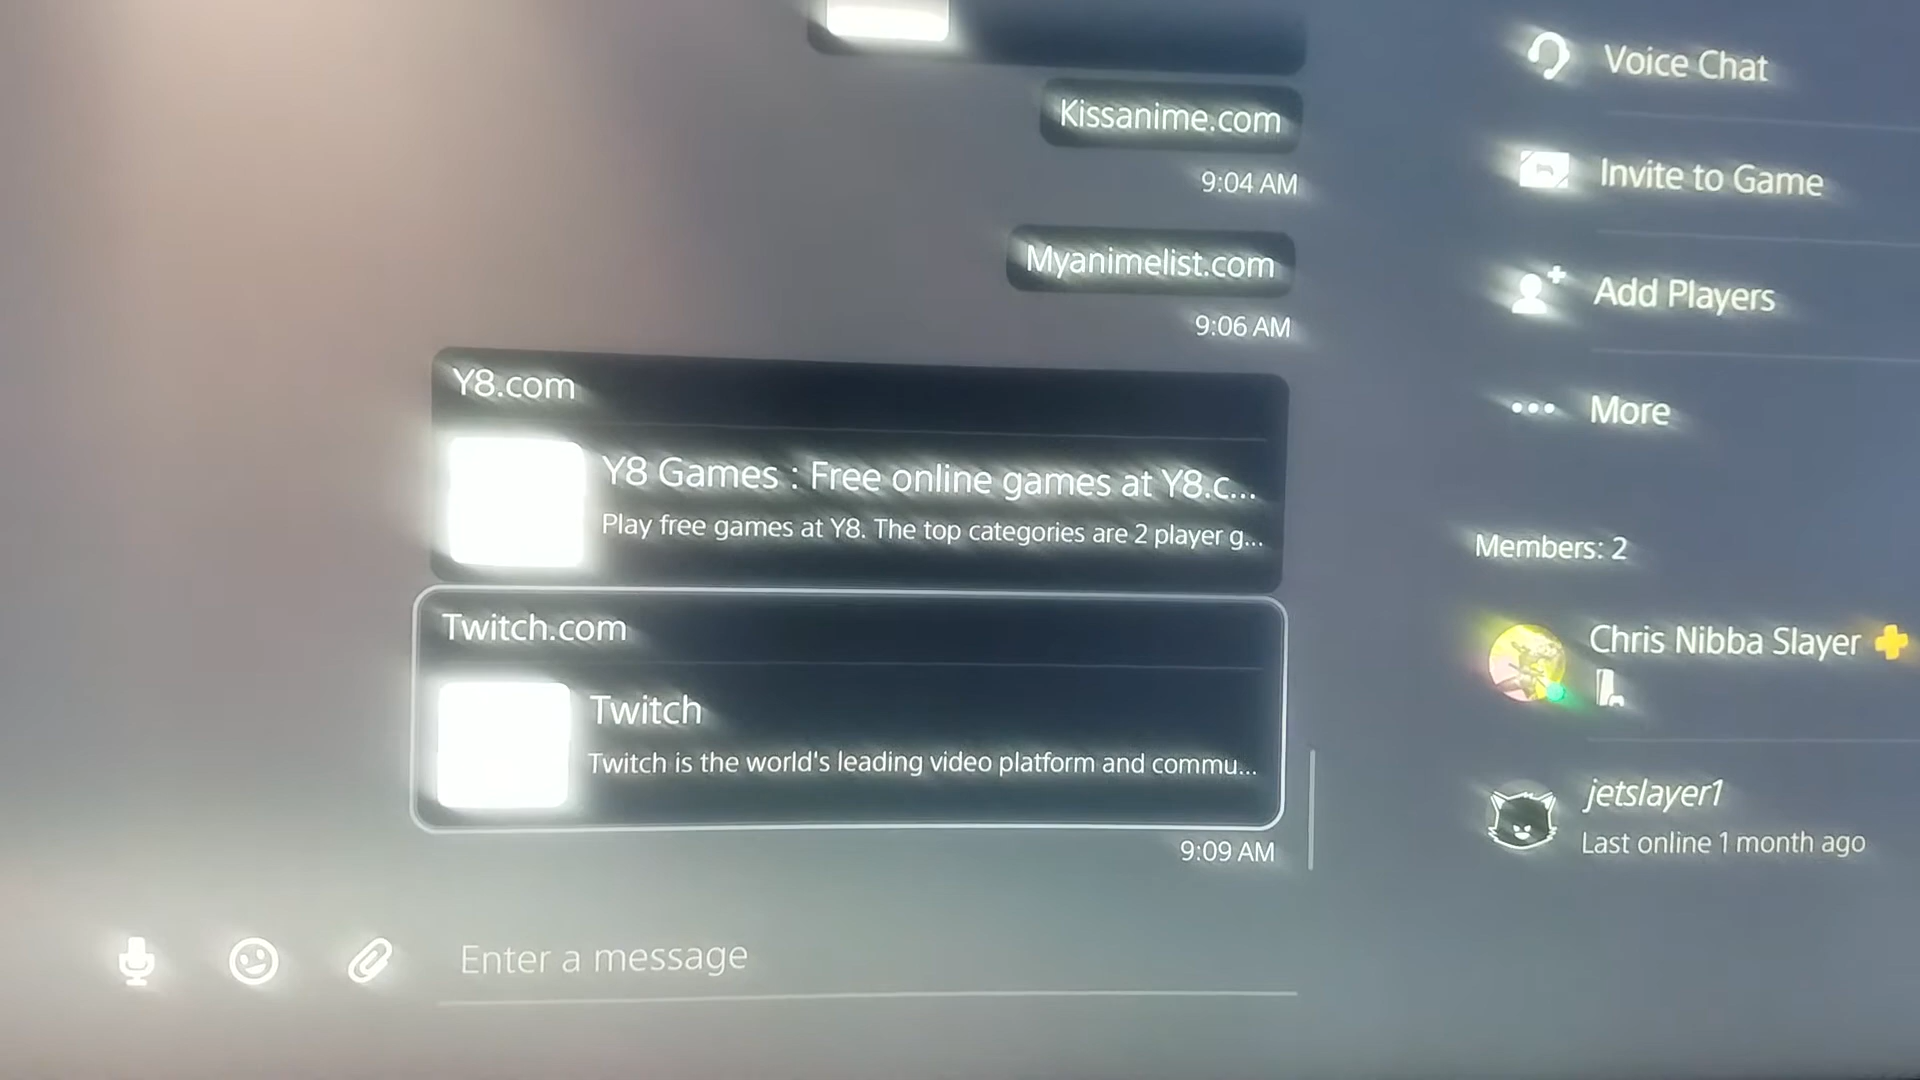 Kissanime.com
9:04 AM
Myanimelist.com
9:06 AM
Y8.com
Y8 Games : Free online games at Y8.c...
Play free games at Y8. The top categories are 2 player g...
Twitch.com
Twitch
Twitch is the world's leading video platform and commu...
9:09 AM
Enter a message
Voice Chat
Invite to Game
Add Players
More
Members: 2
Chris Nibba Slayer
jetslayer1
Last online 1 month ago